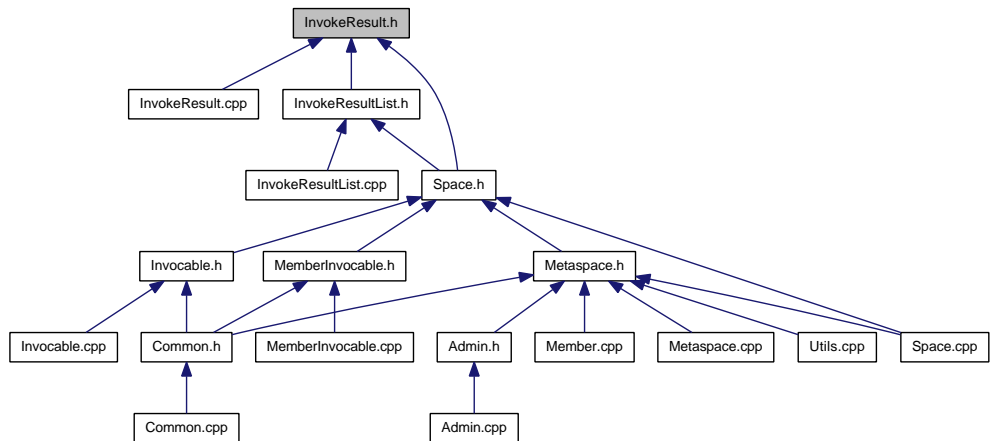 InvokeResult.h
InvokeResult.cpp
InvokeResultList.h
InvokeResultList.cpp
Space.h
Invocable.h
MemberInvocable.h
Metaspace.h
Invocable.cpp
Common.h
MemberInvocable.cpp
Admin.h
Member.cpp
Metaspace.cpp
Utils.cpp
Space.cpp
Common.cpp
Admin.cpp